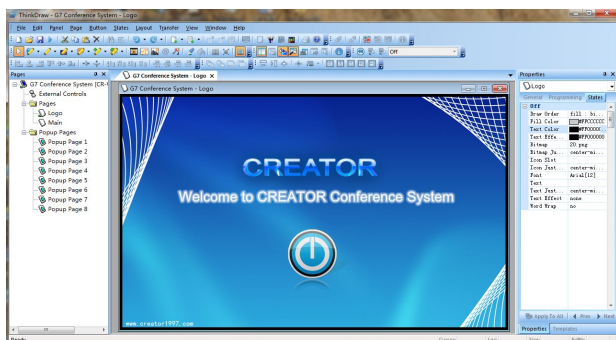 ThinkDraw - G7 Conference System - Logo
File Edit Panel Page Button States Layout Transfer View Window Help
Off
Pages
G7 Conference System - Logo
Properties
G7 Conference System [CR-
External Controls
Pages
Logo
Main
Popup Pages
Popup Page 1
Popup Page 2
Popup Page 3
Popup Page 4
Popup Page 5
Popup Page 6
Popup Page 7
Popup Page 8
G7 Conference System - Logo
CREATOR
Welcome to CREATOR Conference System
www.creator1997.com
Logo
General Programming States
Off
Draw Order fill : bi...
Fill Color #FFCCCCCC
Text Color
Text Effe... #FF000000
Bitmap 20.png
Bitmap Ju... center-mi...
Icon Slot
Icon Just... center-mi...
Font Arial[12]
Text
Text Just... center-mi...
Text Effect none
Word Wrap no
Apply To All Prev Next
Properties Templates